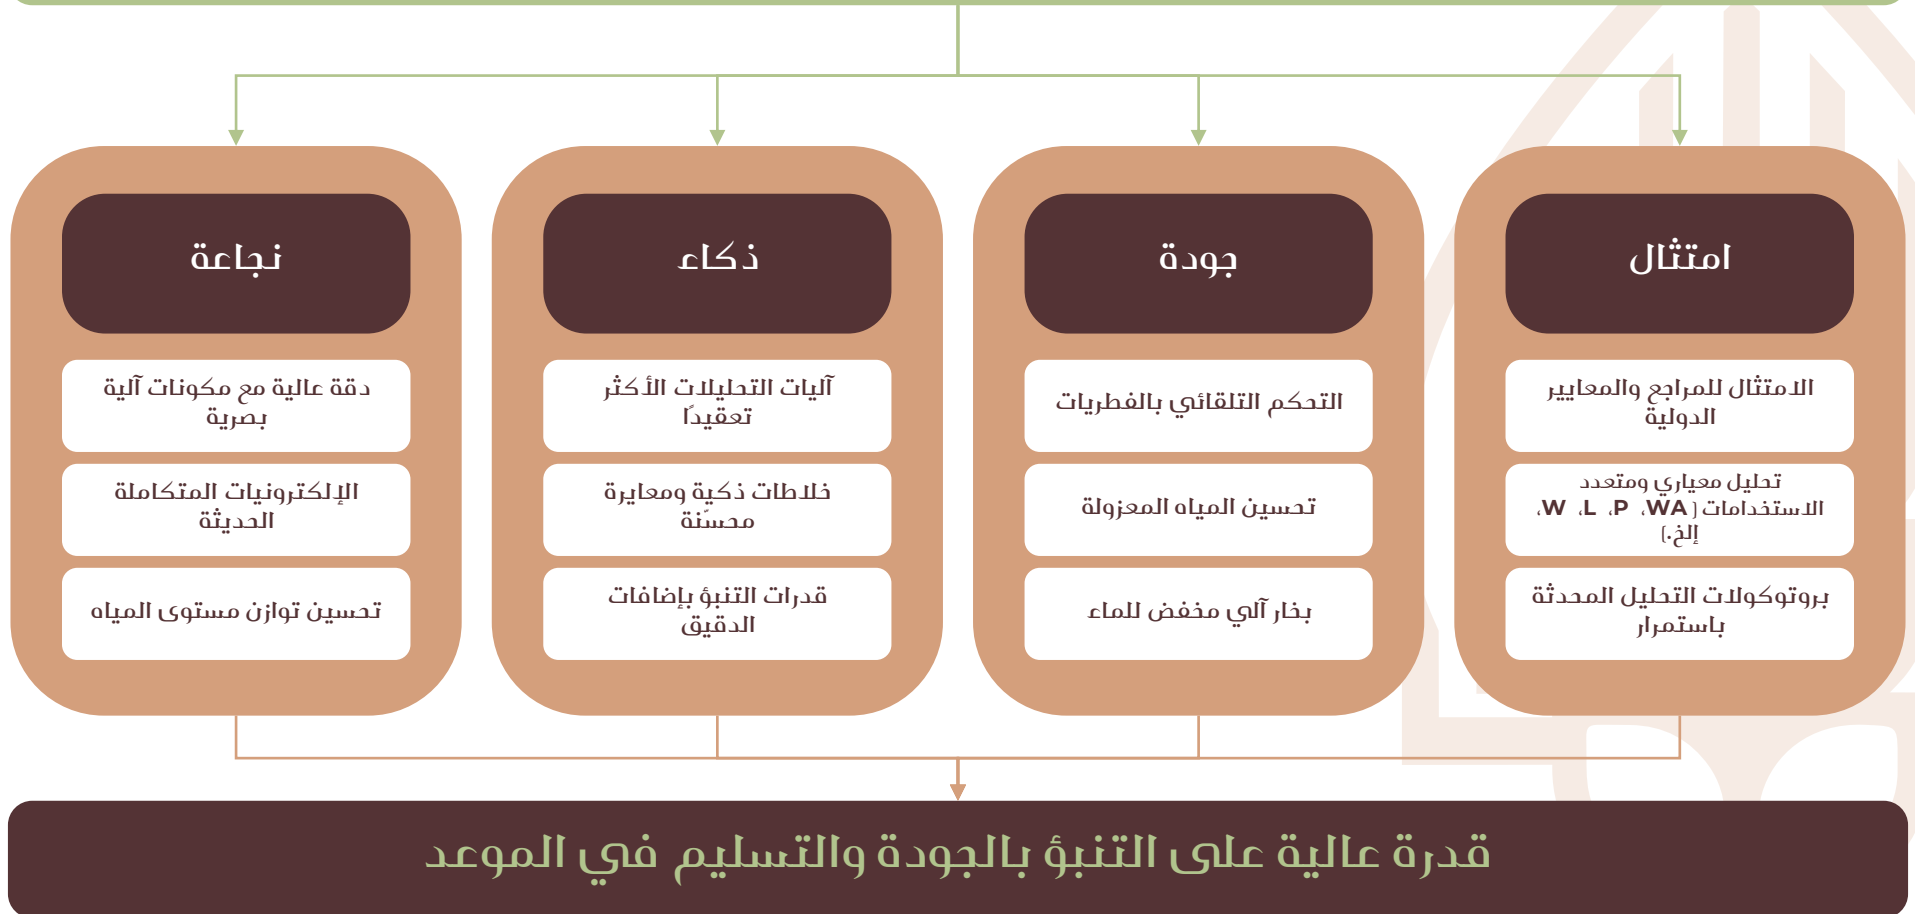 امتثال
الامتثال للمراجع والمعايير
الدولية
تحليل معياري ومتعدد
الاستخدامات (WA، P، L، W،
إلخ.)
بروتوكولات التحليل المحدثة
باستمرار
جودة
التحكم التلقائي بالفطريات
تحسين المياه المعزولة
بخار آلي مخفض للماء
ذكاء
آليات التحليلات الأكثر
تعقيدًا
خلاطات ذكية ومعايرة
محسّنة
قدرات التنبؤ بإضافات
الدقيق
نجاعة
دقة عالية مع مكونات آلية
بصرية
الإلكترونيات المتكاملة
الحديثة
تحسين توازن مستوى المياه
قدرة عالية على التنبؤ بالجودة والتسليم في الموعد